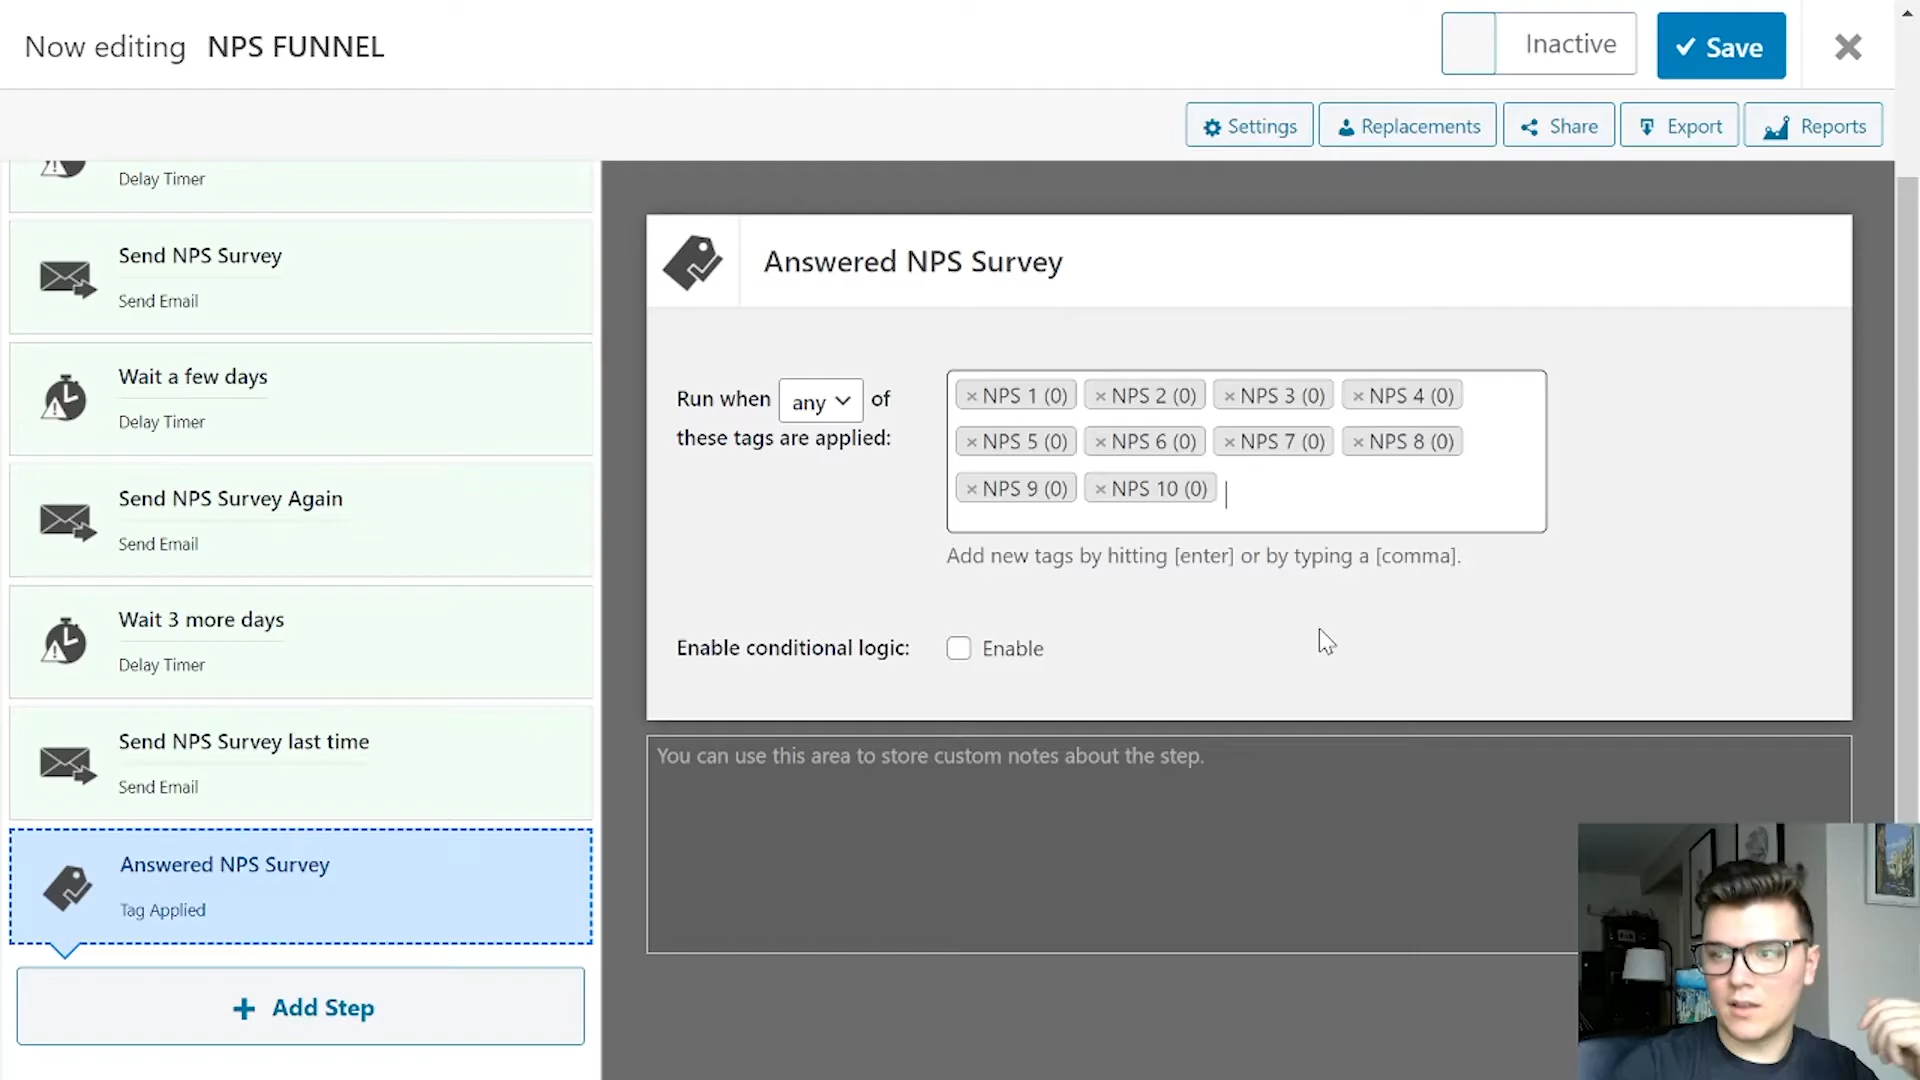 Now editing NPS FUNNEL
Inactive
Save
Settings
Replacements
Share
Export
Reports
Delay Timer
Send NPS Survey
Send Email
Wait a few days
Delay Timer
Send NPS Survey Again
Send Email
Wait 3 more days
Delay Timer
Send NPS Survey last time
Send Email
Answered NPS Survey
Tag Applied
+ Add Step
Answered NPS Survey
Run when any of
these tags are applied:
× NPS 1 (0) × NPS 2 (0) × NPS 3 (0) × NPS 4 (0)
× NPS 5 (0) × NPS 6 (0) × NPS 7 (0) × NPS 8 (0)
× NPS 9 (0) × NPS 10 (0)
Add new tags by hitting [enter] or by typing a [comma].
Enable conditional logic: Enable
You can use this area to store custom notes about the step.